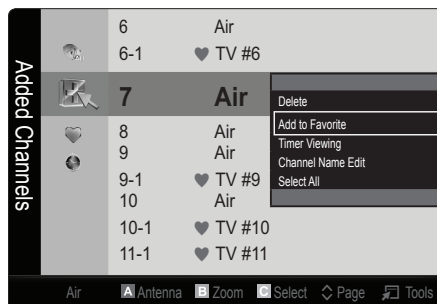 Added Channels
6 Air
6-1 ♥ TV #6
7 Air
8 Air
9 Air
9-1 ♥ TV #9
10 Air
10-1 ♥ TV #10
11-1 ♥ TV #11
Delete
Add to Favorite
Timer Viewing
Channel Name Edit
Select All
Air A Antenna B Zoom C Select Page Tools